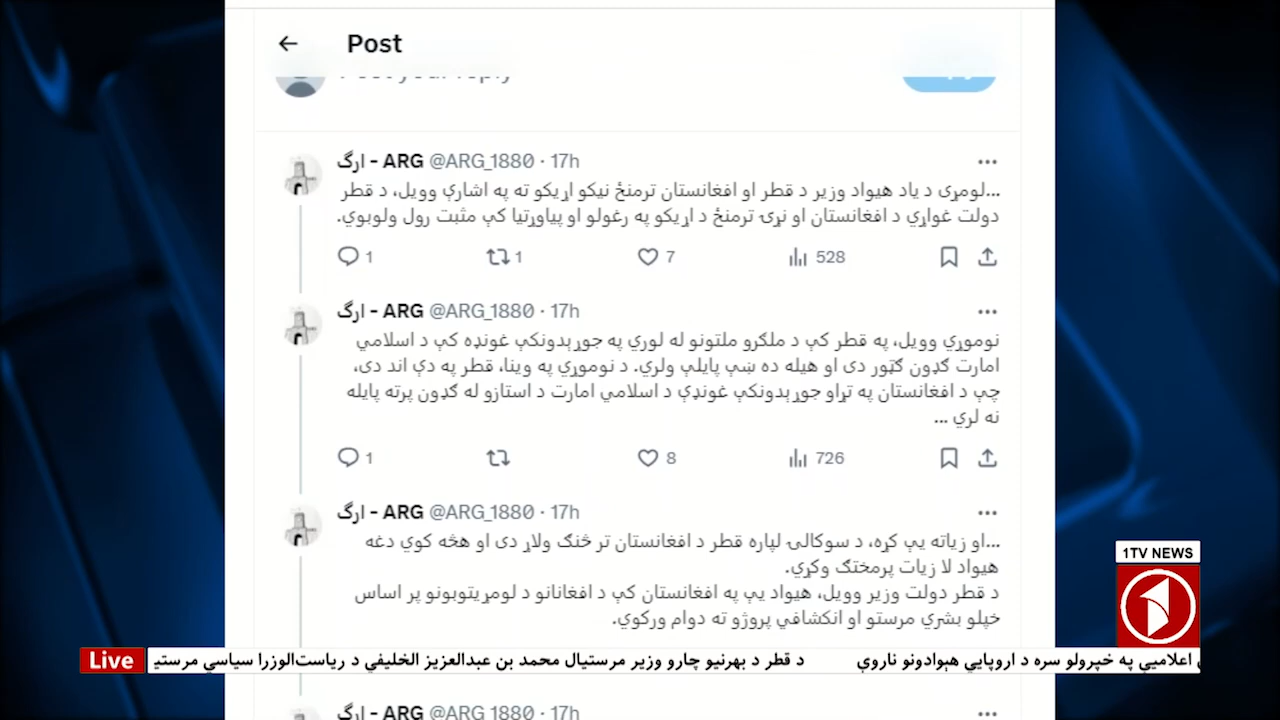 Post
ارګ - ARG @ARG_1880 · 17h
...لومړی د یاد هیواد وزیر د قطر او افغانستان ترمنځ نیکو اړیکو ته په اشارې وویل، د قطر
دولت غواړي د افغانستان او نړۍ ترمنځ د اړیکو په رغولو او پیاوړتیا کې مثبت رول ولوبوي.
1 1 7 528
ارګ - ARG @ARG_1880 · 17h
نوموړي وویل، په قطر کې د ملګرو ملتونو له لوري په جوړېدونکې غونډه کې د اسلامي
امارت ګډون ګټور دی او هیله ده ښې پایلې ولري. د نوموړي په وینا، قطر په دې اند دی،
چې د افغانستان په تړاو جوړېدونکې غونډې د اسلامي امارت د استازو له ګډون پرته پایله
نه لري ...
1 8 726
ارګ - ARG @ARG_1880 · 17h
...او زیاته یې کړه، د سوکالۍ لپاره قطر د افغانستان تر څنګ ولاړ دی او هڅه کوي دغه
هیواد لا زیات پرمختګ وکړي.
د قطر دولت وزیر وویل، هیواد یې په افغانستان کې د افغانانو د لومړیتوبونو پر اساس
خپلو بشري مرستو او انکشافي پروژو ته دوام ورکوي.
1TV NEWS
Live
اعلامیې په خپرولو سره د اروپايي هېوادونو ناروې
د قطر د بهرنیو چارو وزیر مرستیال محمد بن عبدالعزیز الخلیفي د ریاست‌الوزرا سیاسي
ارګ - ARG @ARG_1880 · 17h